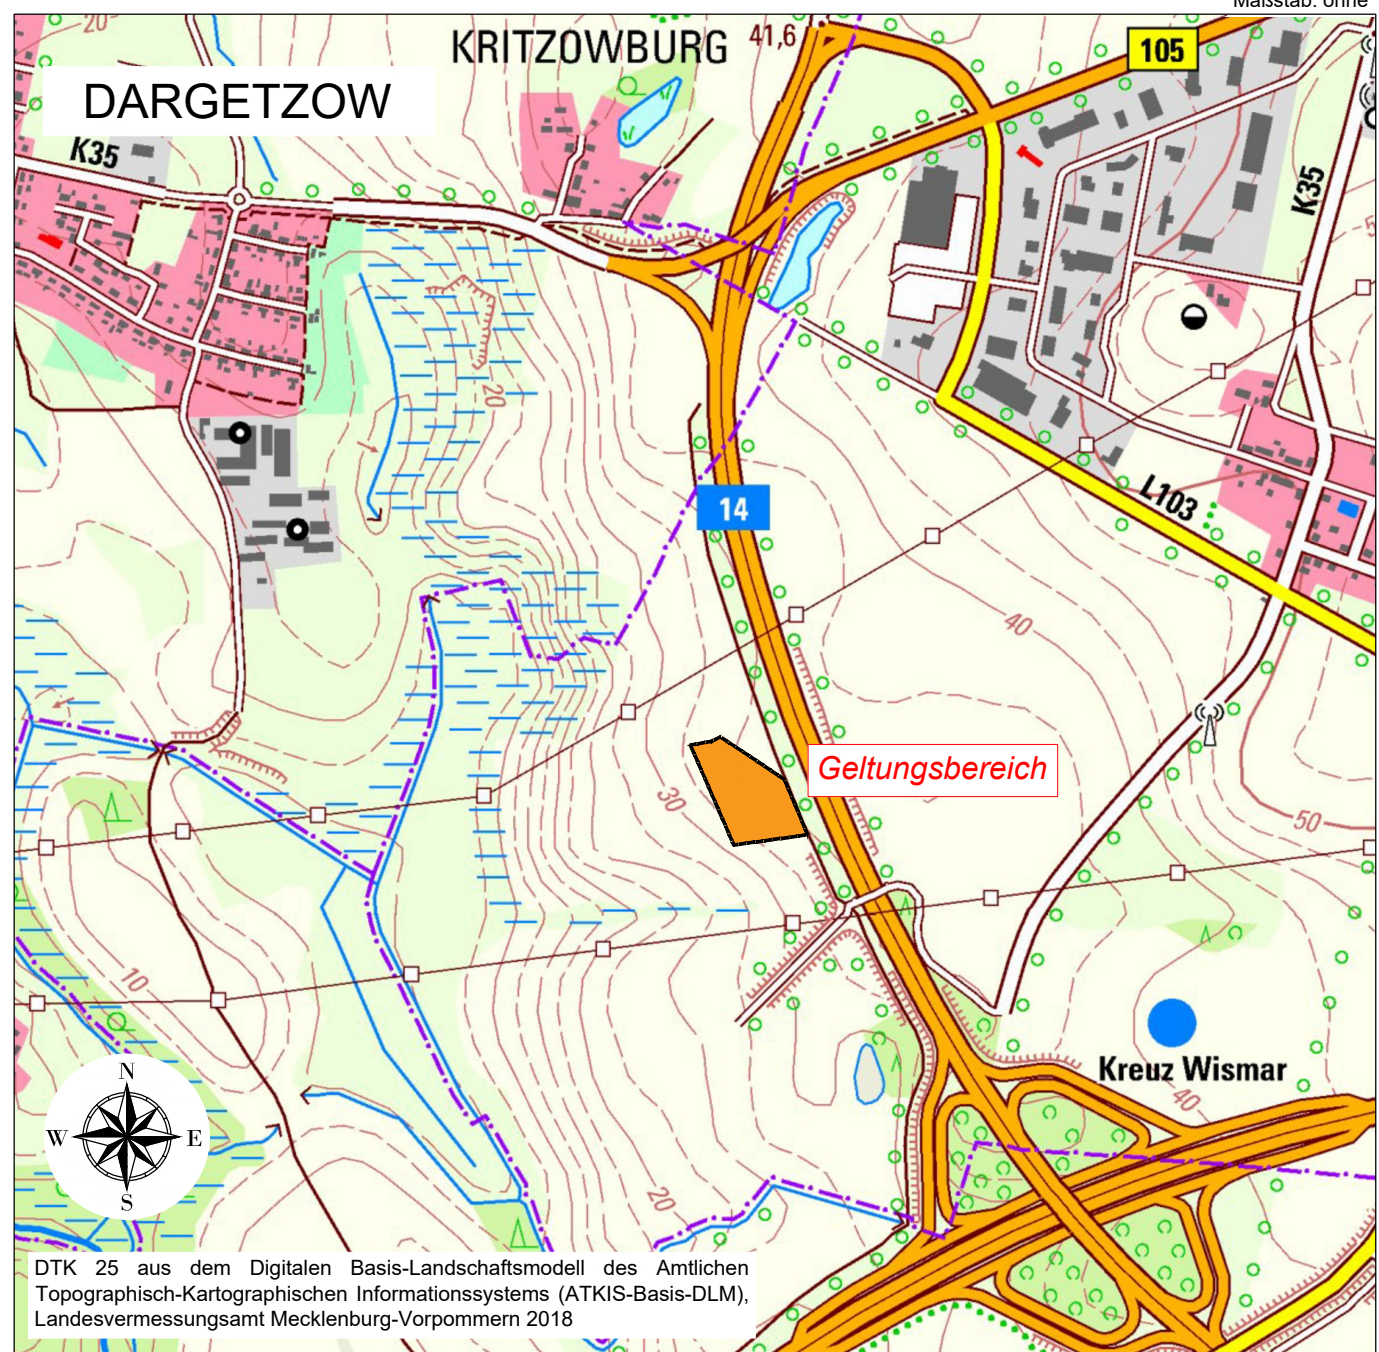 Maßstab: ohne
20
KRITZOWBURG
41,6
105
DARGETZOW
K35
K35
5
20
14
L103
40
Geltungsbereich
30
50
10
Kreuz Wismar
40
N
W E
S
20
DTK 25 aus dem Digitalen Basis-Landschaftsmodell des Amtlichen
Topographisch-Kartographischen Informationssystems (ATKIS-Basis-DLM),
Landesvermessungsamt Mecklenburg-Vorpommern 2018